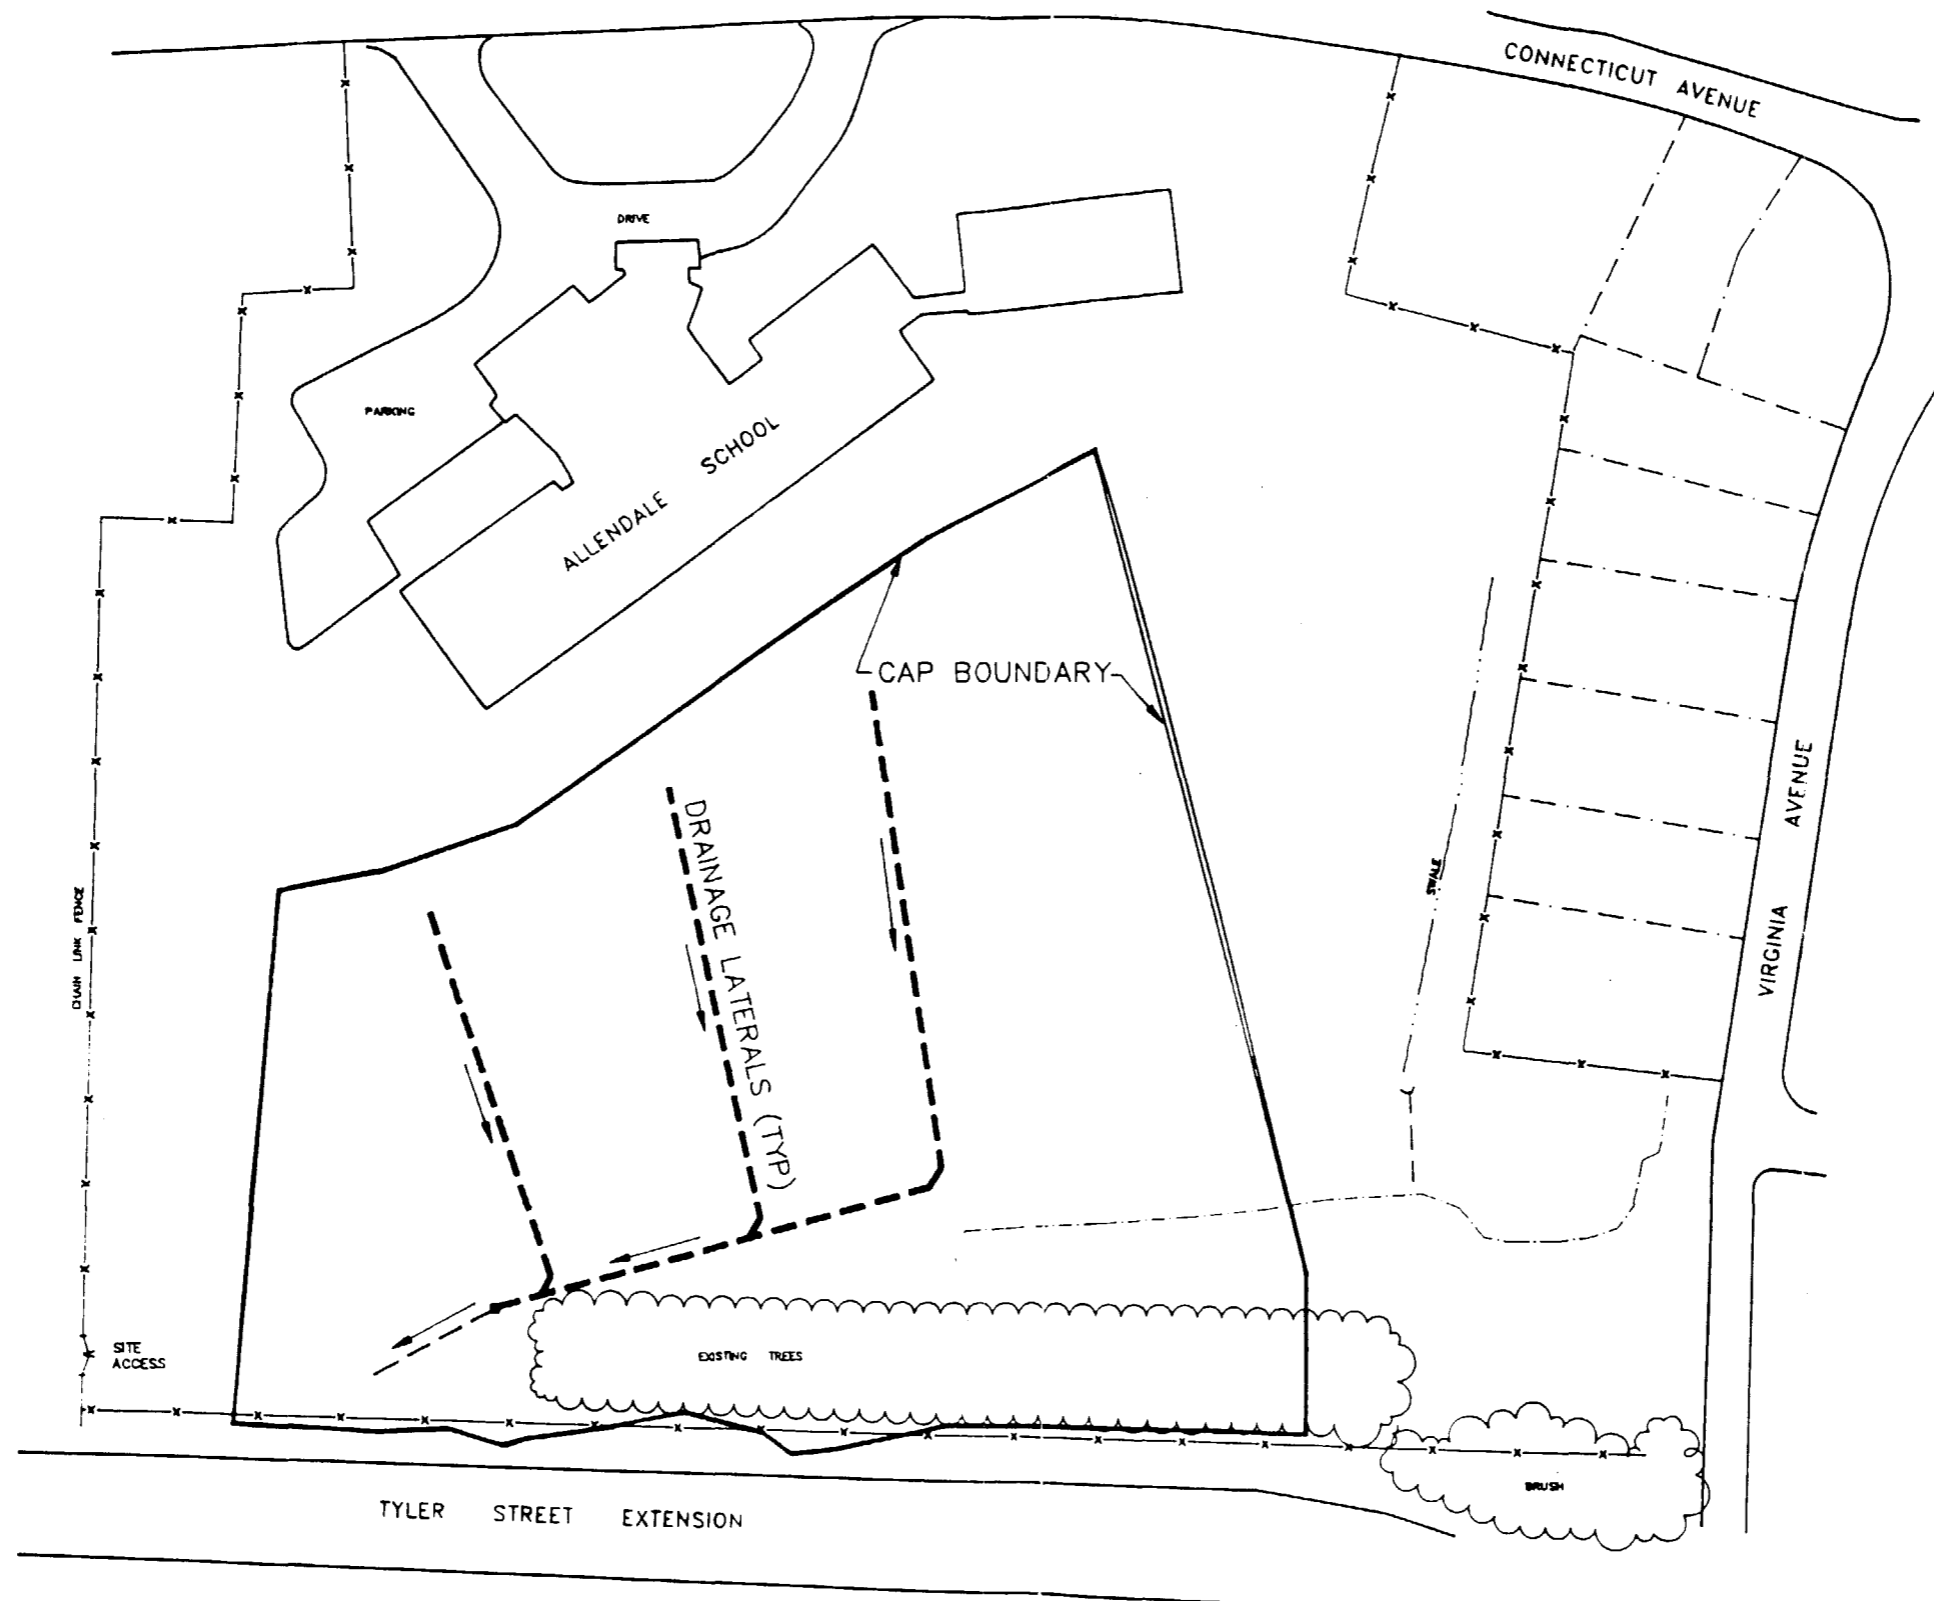 CONNECTICUT AVENUE
DRIVE
PARKING
ALLENDALE SCHOOL
CAP BOUNDARY
DRAINAGE LATERALS (TYP)
SWALE
VIRGINIA AVENUE
CHAIN LINK FENCE
SITE
ACCESS
EXISTING TREES
BRUSH
TYLER STREET EXTENSION